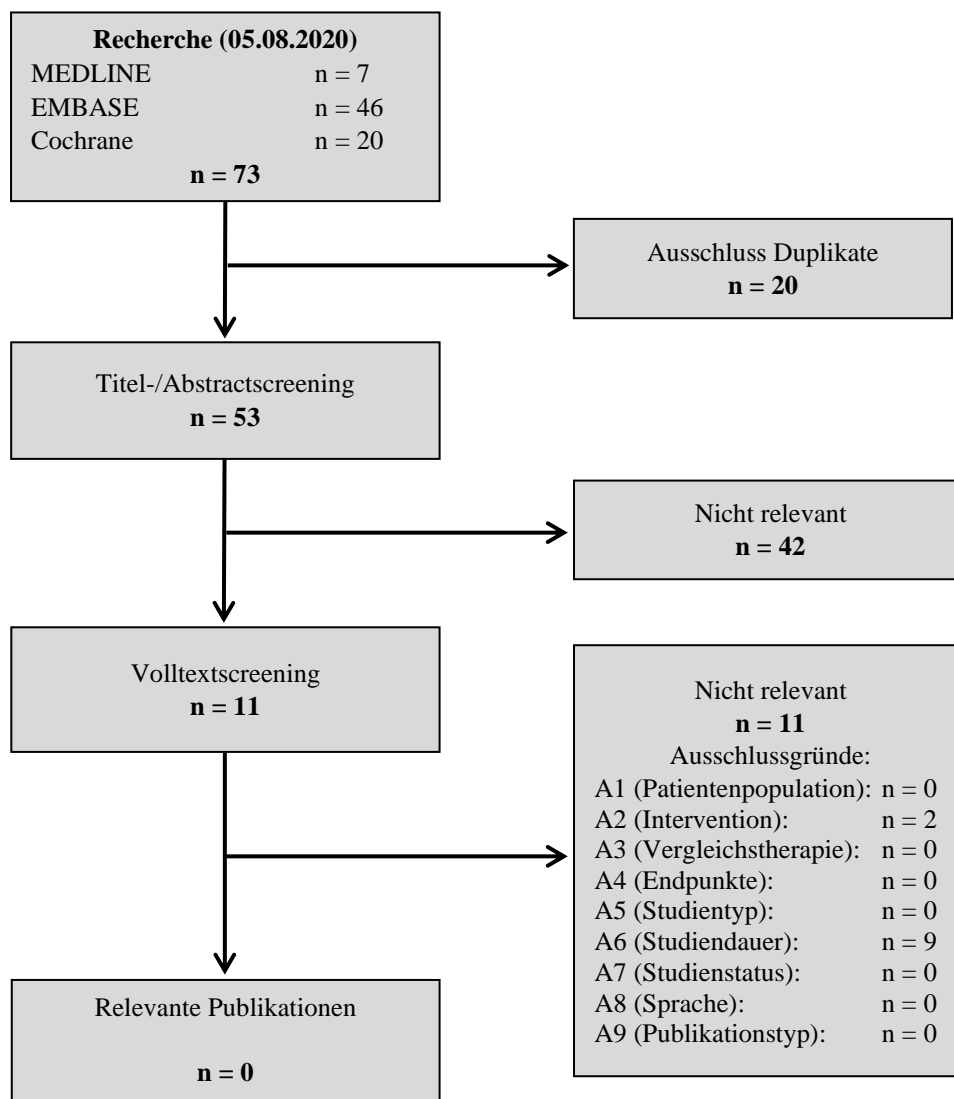 Recherche (05.08.2020)
MEDLINE n = 7
EMBASE n = 46
Cochrane n = 20
n = 73
Ausschluss Duplikate
n = 20
Titel-/Abstractscreening
n = 53
Nicht relevant
n = 42
Volltextscreening
n = 11
Nicht relevant
n = 11
Ausschlussgründe:
A1 (Patientenpopulation): n = 0
A2 (Intervention): n = 2
A3 (Vergleichstherapie): n = 0
A4 (Endpunkte): n = 0
A5 (Studientyp): n = 0
A6 (Studiendauer): n = 9
A7 (Studienstatus): n = 0
A8 (Sprache): n = 0
A9 (Publikationstyp): n = 0
Relevante Publikationen
n = 0